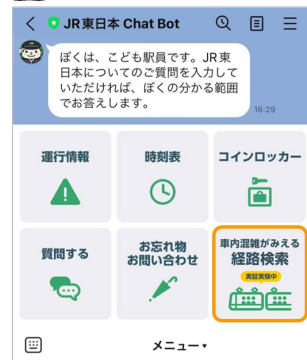 JR東日本 Chat Bot
ぼくは、こども駅員です。JR東
日本についてのご質問を入力して
いただければ、ぼくの分かる範囲
でお答えします。
16:29
運行情報
時刻表
コインロッカー
質問する
お忘れ物
お問い合わせ
車内混雑がみえる
経路検索
実証実験中
メニュー▾